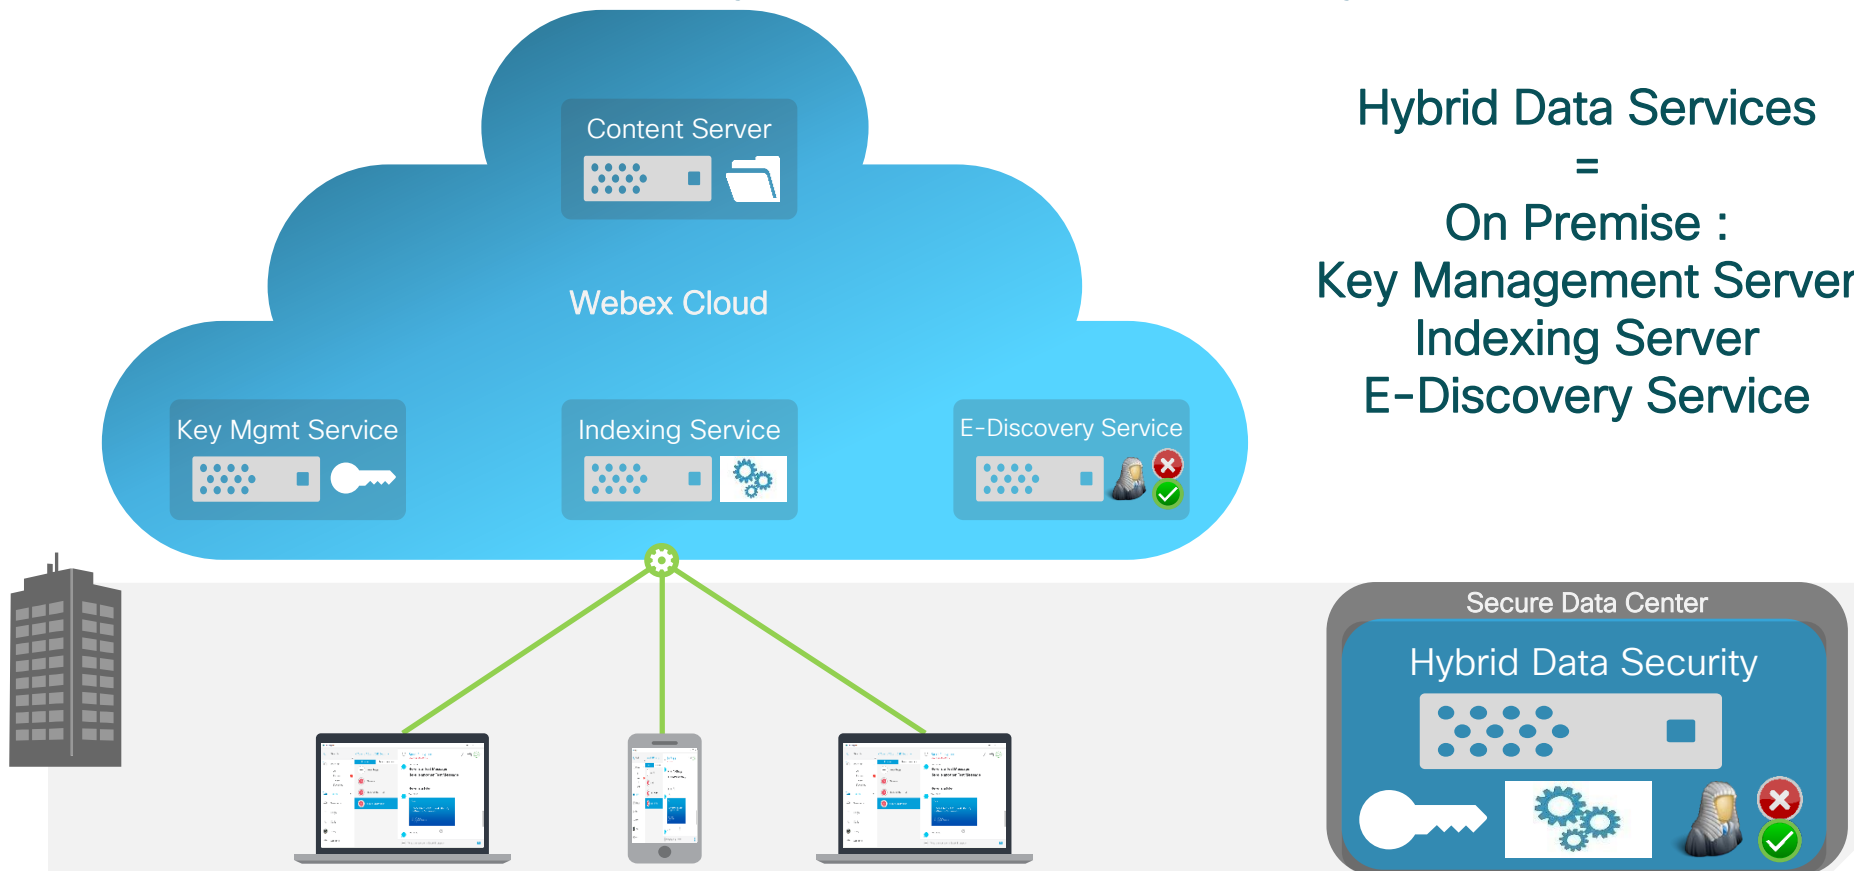 Content Server
Webex Cloud
Key Mgmt Service
Indexing Service
E-Discovery Service
Hybrid Data Services
=
On Premise :
Key Management Server
Indexing Server
E-Discovery Service
Secure Data Center
Hybrid Data Security